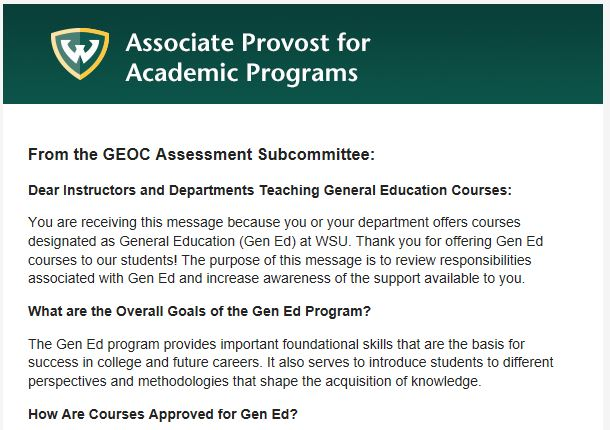 Associate Provost for
Academic Programs
From the GEOC Assessment Subcommittee:
Dear Instructors and Departments Teaching General Education Courses:
You are receiving this message because you or your department offers courses
designated as General Education (Gen Ed) at WSU. Thank you for offering Gen Ed
courses to our students! The purpose of this message is to review responsibilities
associated with Gen Ed and increase awareness of the support available to you.
What are the Overall Goals of the Gen Ed Program?
The Gen Ed program provides important foundational skills that are the basis for
success in college and future careers. It also serves to introduce students to different
perspectives and methodologies that shape the acquisition of knowledge.
How Are Courses Approved for Gen Ed?